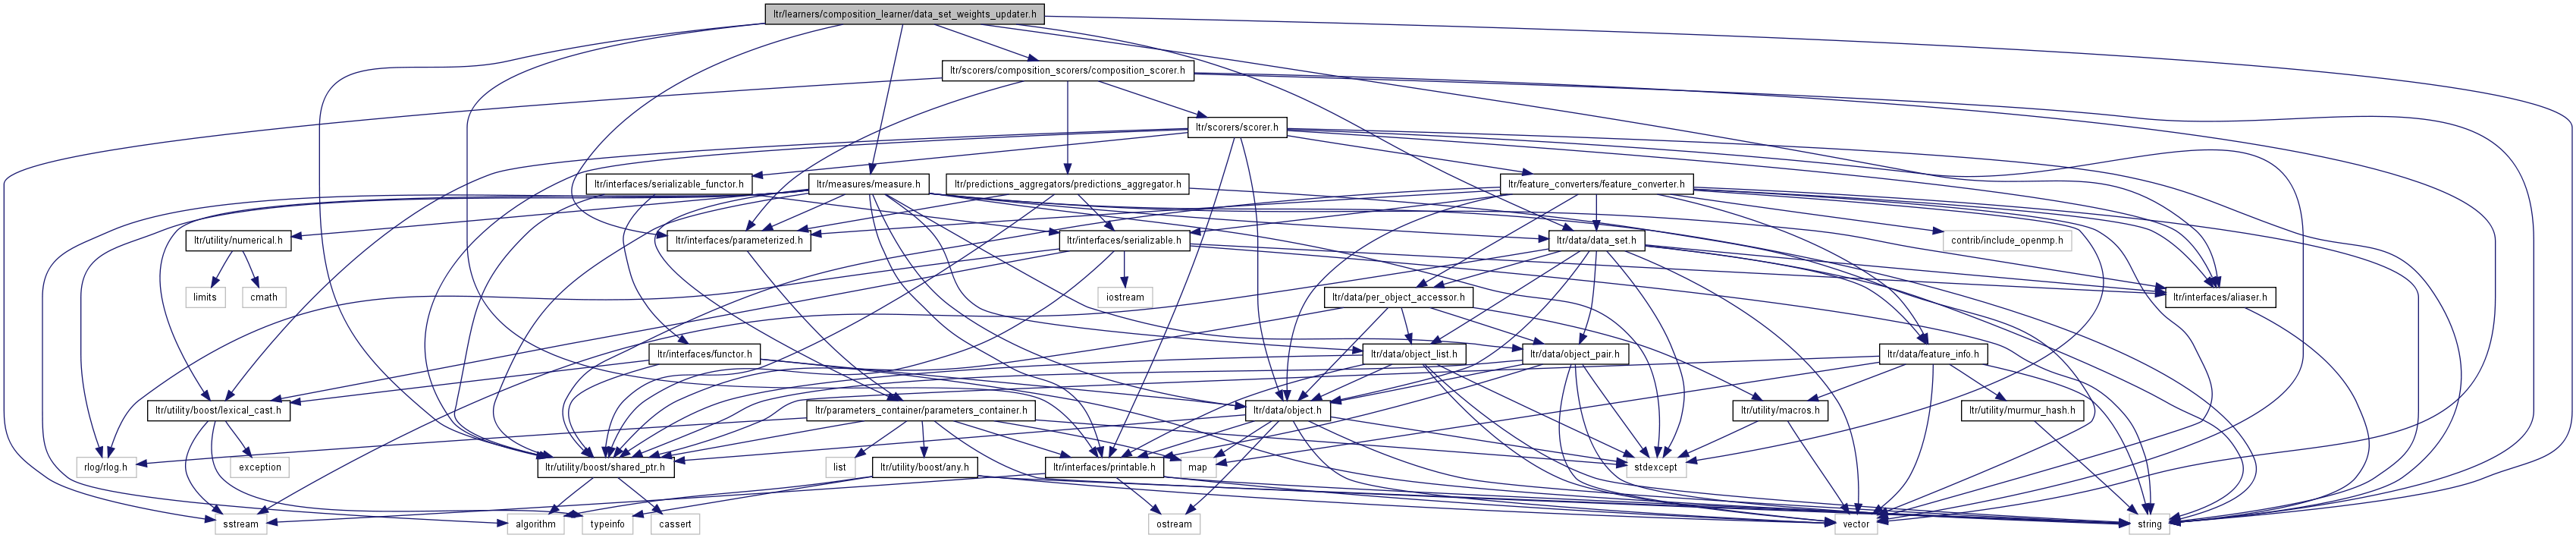 ltr/learners/composition_learner/data_set_weights_updater.h
ltr/scorers/composition_scorers/composition_scorer.h
ltr/scorers/scorer.h
ltr/interfaces/serializable_functor.h
ltr/measures/measure.h
ltr/predictions_aggregators/predictions_aggregator.h
ltr/feature_converters/feature_converter.h
ltr/utility/numerical.h
ltr/interfaces/parameterized.h
ltr/interfaces/serializable.h
ltr/data/data_set.h
contrib/include_openmp.h
limits
cmath
iostream
ltr/data/per_object_accessor.h
ltr/interfaces/aliaser.h
ltr/interfaces/functor.h
ltr/data/object_list.h
ltr/data/object_pair.h
ltr/data/feature_info.h
ltr/utility/boost/lexical_cast.h
ltr/parameters_container/parameters_container.h
ltr/data/object.h
ltr/utility/macros.h
ltr/utility/murmur_hash.h
rlog/rlog.h
exception
ltr/utility/boost/shared_ptr.h
list
ltr/utility/boost/any.h
ltr/interfaces/printable.h
map
stdexcept
sstream
algorithm
typeinfo
cassert
ostream
vector
string